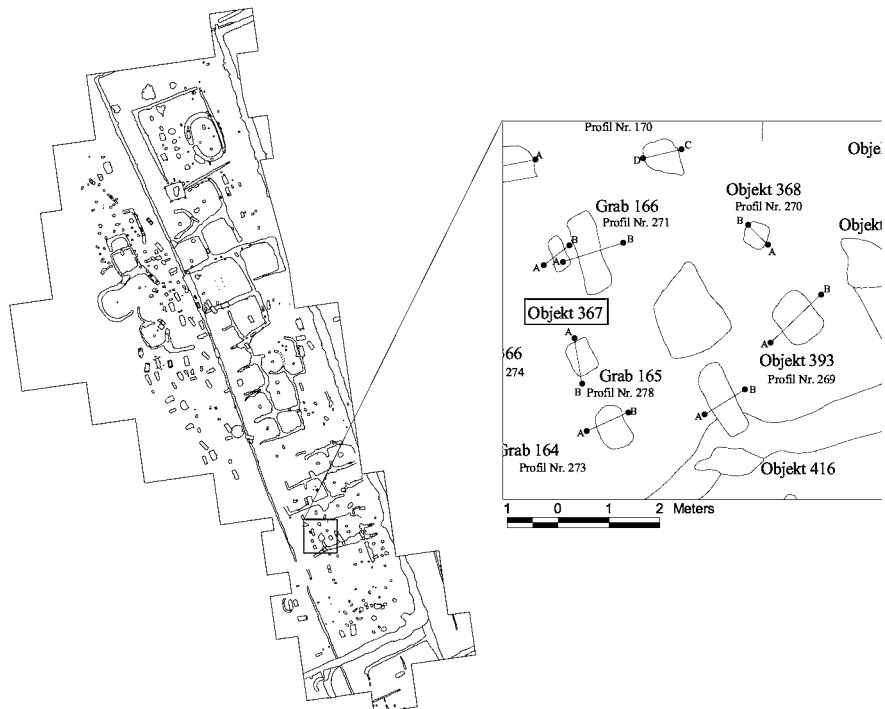 Profil Nr. 170
C
D
A
Obje
Objekt 368
Profil Nr. 270
B
A
Grab 166
Profil Nr. 271
B
B
A
A
Objekt
Objekt 367
A
B
B
A
66
274
Grab 165
Profil Nr. 278
B
A
Objekt 393
Profil Nr. 269
B
A
Grab 164
Profil Nr. 273
Objekt 416
1 0 1 2 Meters